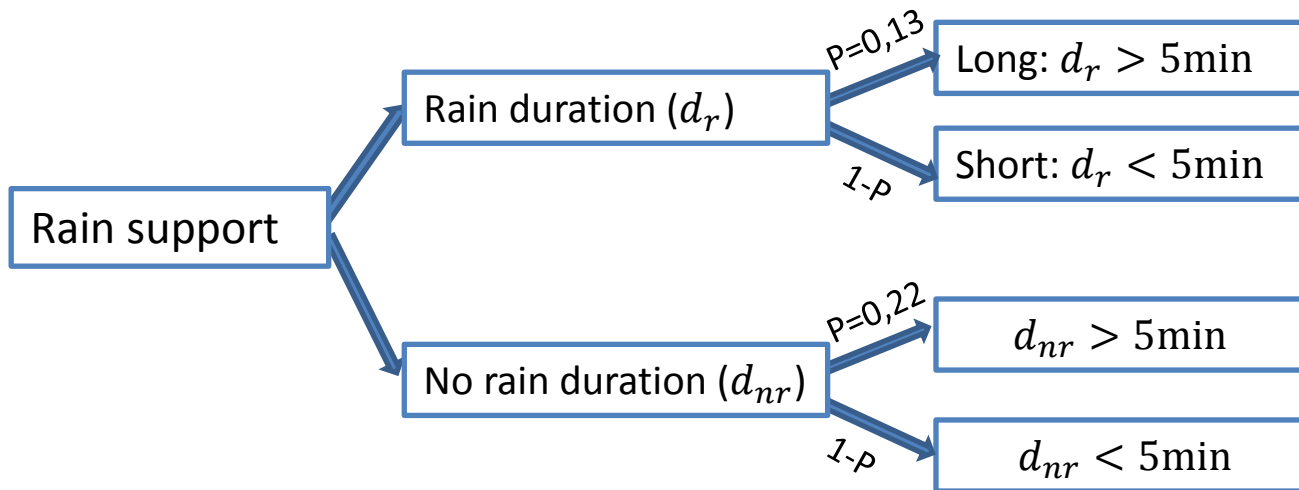 Rain support
Rain duration (d_r)
P=0,13
Long: d_r > 5min
1-P
Short: d_r < 5min
No rain duration (d_nr)
P=0,22
d_nr > 5min
1-P
d_nr < 5min